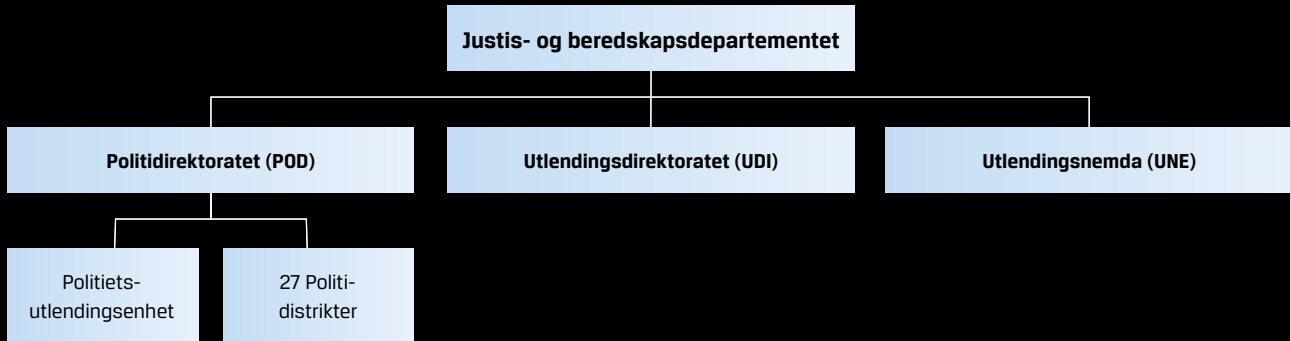 Justis- og beredskapsdepartementet
Politidirektoratet (POD)
Utlendingsdirektoratet (UDI)
Utlendingsnemda (UNE)
Politiets-
utlendingsenhet
27 Politi-
distrikter